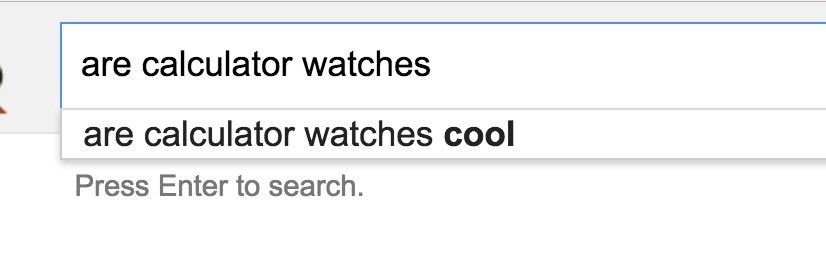 are calculator watches
are calculator watches cool
Press Enter to search.